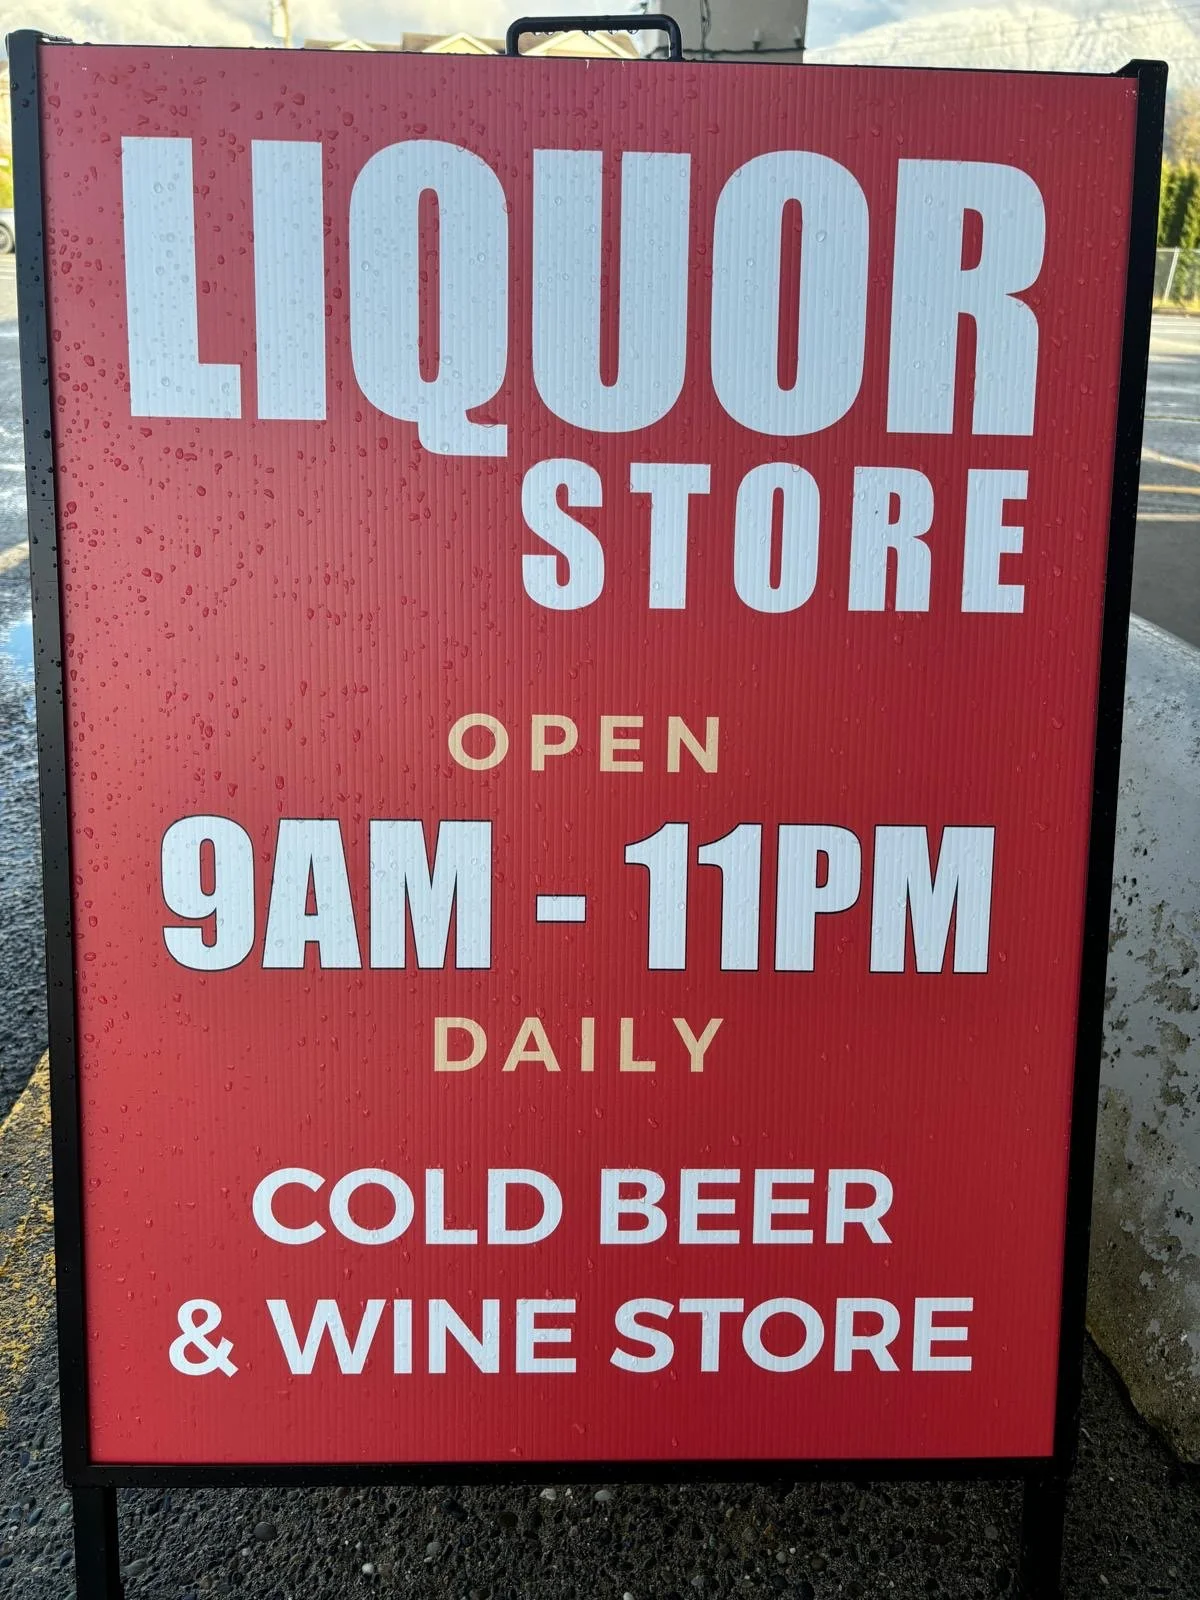 LIQUOR
STORE
OPEN
9AM - 11PM
DAILY
COLD BEER
& WINE STORE